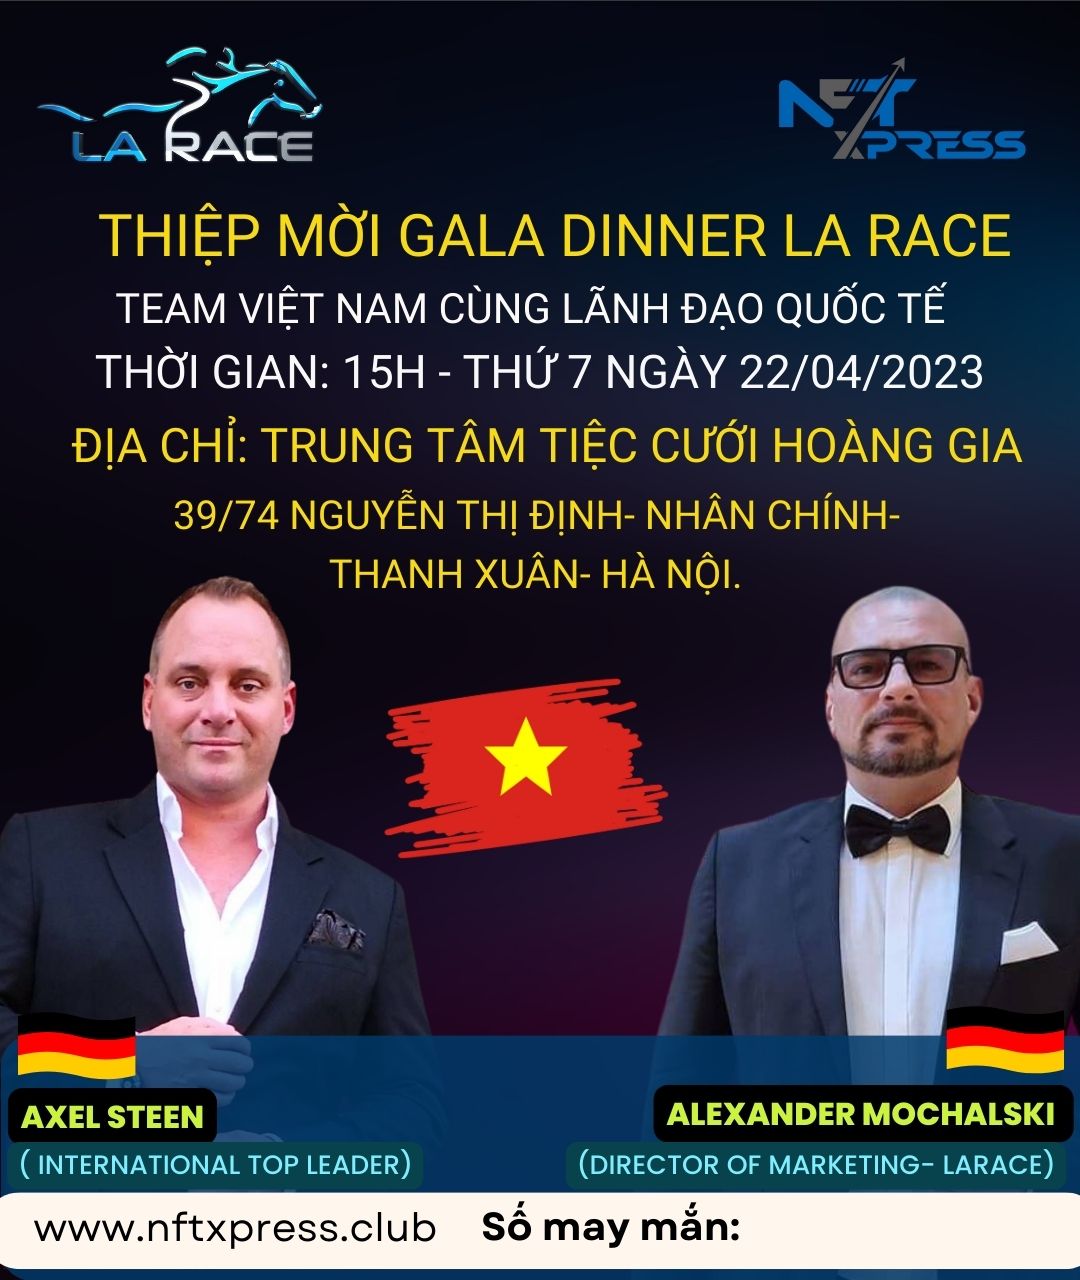 LA RACE
NFT
XPRESS
THIỆP MỜI GALA DINNER LA RACE
TEAM VIỆT NAM CÙNG LÃNH ĐẠO QUỐC TẾ
THỜI GIAN: 15H - THỨ 7 NGÀY 22/04/2023
ĐỊA CHỈ: TRUNG TÂM TIỆC CƯỚI HOÀNG GIA
39/74 NGUYỄN THỊ ĐỊNH- NHÂN CHÍNH-
THANH XUÂN- HÀ NỘI.
AXEL STEEN
( INTERNATIONAL TOP LEADER)
ALEXANDER MOCHALSKI
(DIRECTOR OF MARKETING- LARACE)
www.nftxpress.club Số may mắn: